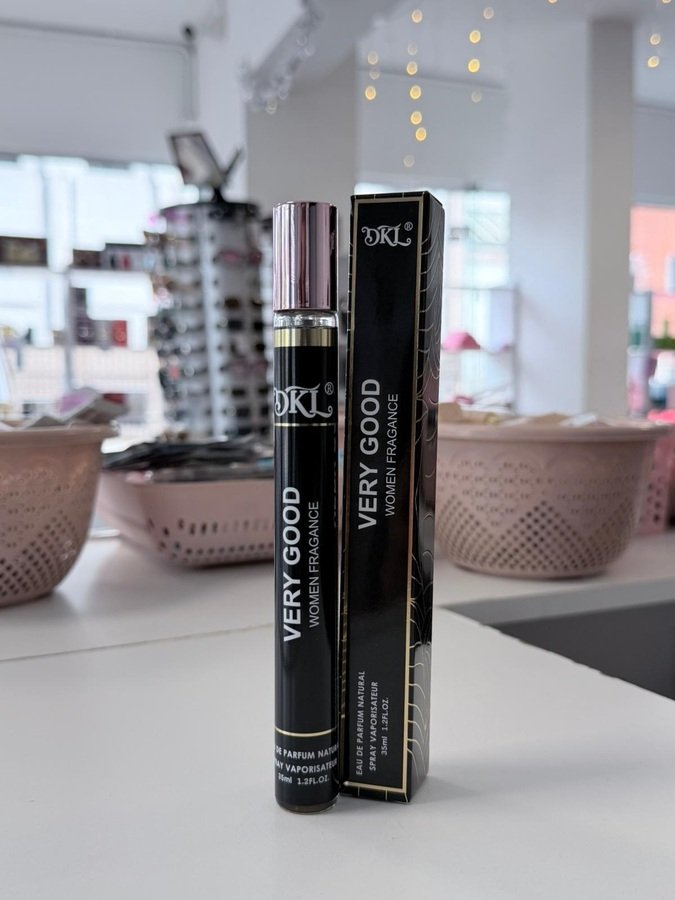 DKL®
VERY GOOD
WOMEN FRAGANCE
DE PARFUM NATURAL
SPRAY VAPORISATEUR
35ml 1.2FL.OZ.
DKL®
VERY GOOD
WOMEN FRAGANCE
EAU DE PARFUM NATURAL
SPRAY VAPORISATEUR
35ml 1.2FL.OZ.